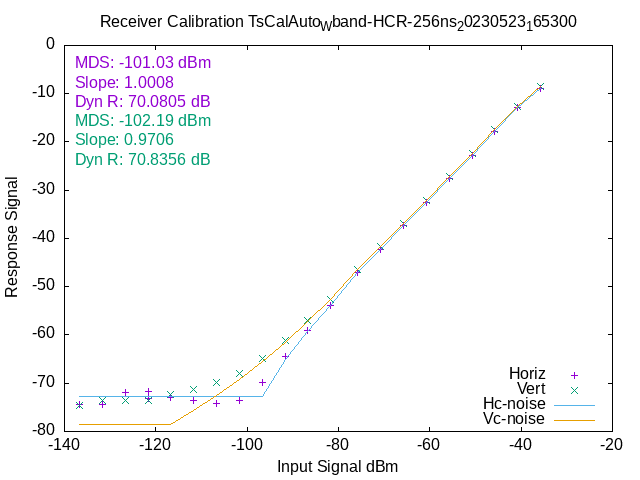 Receiver Calibration TsCalAutoWband-HCR-256ns20230523165300
MDS: -101.03 dBm
Slope: 1.0008
Dyn R: 70.0805 dB
MDS: -102.19 dBm
Slope: 0.9706
Dyn R: 70.8356 dB
0
-10
-20
-30
-40
-50
-60
-70
-80
Response Signal
Horiz
Vert
Hc-noise
Vc-noise
-140 -120 -100 -80 -60 -40 -20
Input Signal dBm